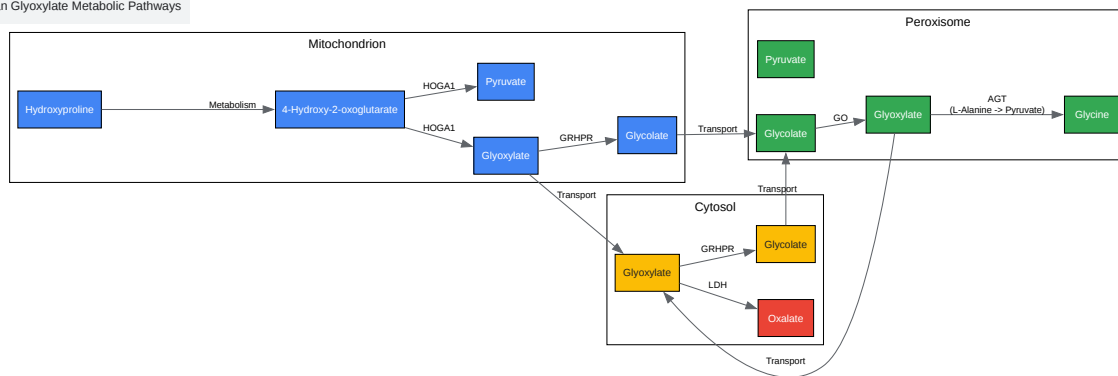 n Glyoxylate Metabolic Pathways
Mitochondrion
Hydroxyproline
Metabolism
4-Hydroxy-2-oxoglutarate
HOGA1
Pyruvate
HOGA1
Glyoxylate
GRHPR
Glycolate
Transport
Transport
Peroxisome
Pyruvate
Glycolate
GO
Glyoxylate
AGT
(L-Alanine -> Pyruvate)
Glycine
Transport
Cytosol
Glyoxylate
GRHPR
Glycolate
LDH
Oxalate
Transport